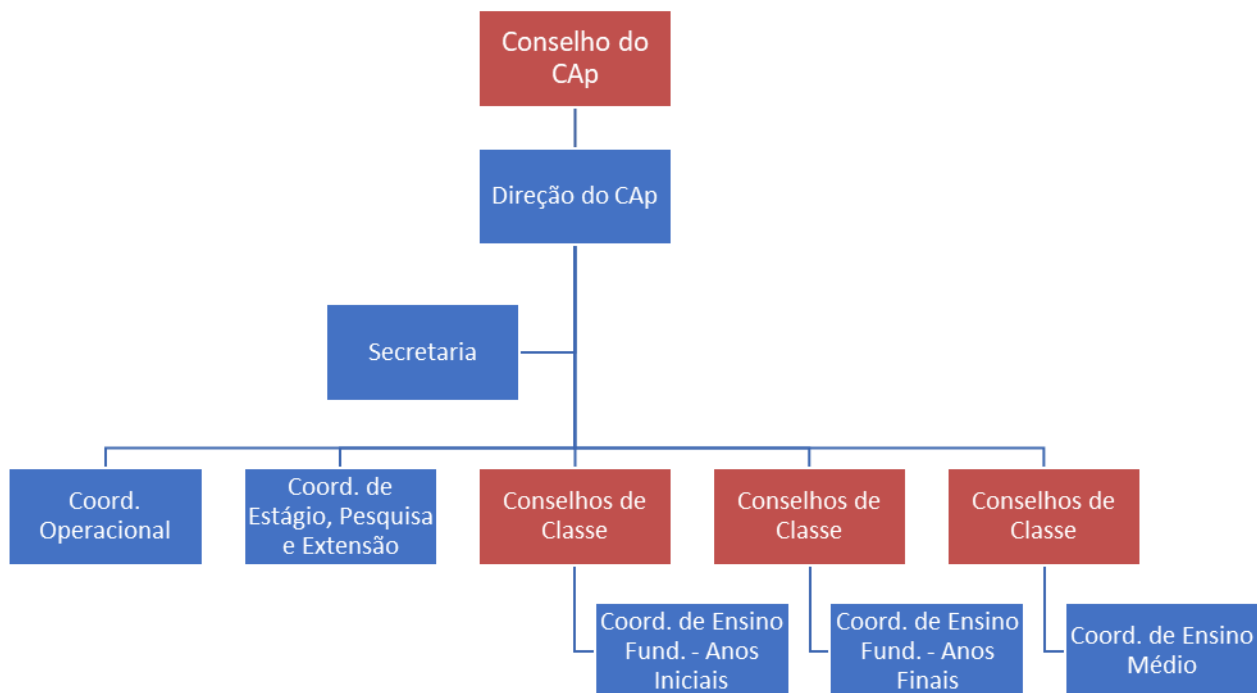 Conselho do
CAp
Direção do CAp
Secretaria
Coord.
Operacional
Coord. de
Estágio, Pesquisa
e Extensão
Conselhos de
Classe
Conselhos de
Classe
Conselhos de
Classe
Coord. de Ensino
Fund. - Anos
Iniciais
Coord. de Ensino
Fund. - Anos
Finais
Coord. de Ensino
Médio